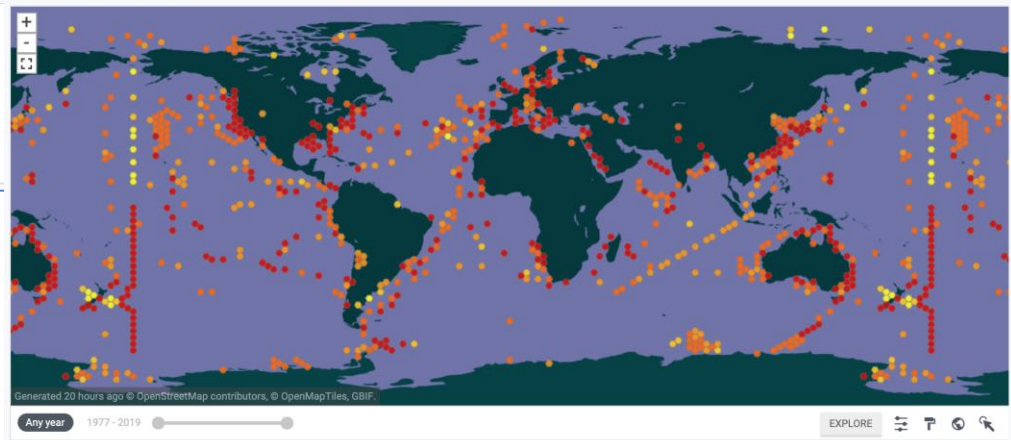 +
-
Generated 20 hours ago © OpenStreetMap contributors, © OpenMapTiles, GBIF.
Any year 1977 - 2019 EXPLORE